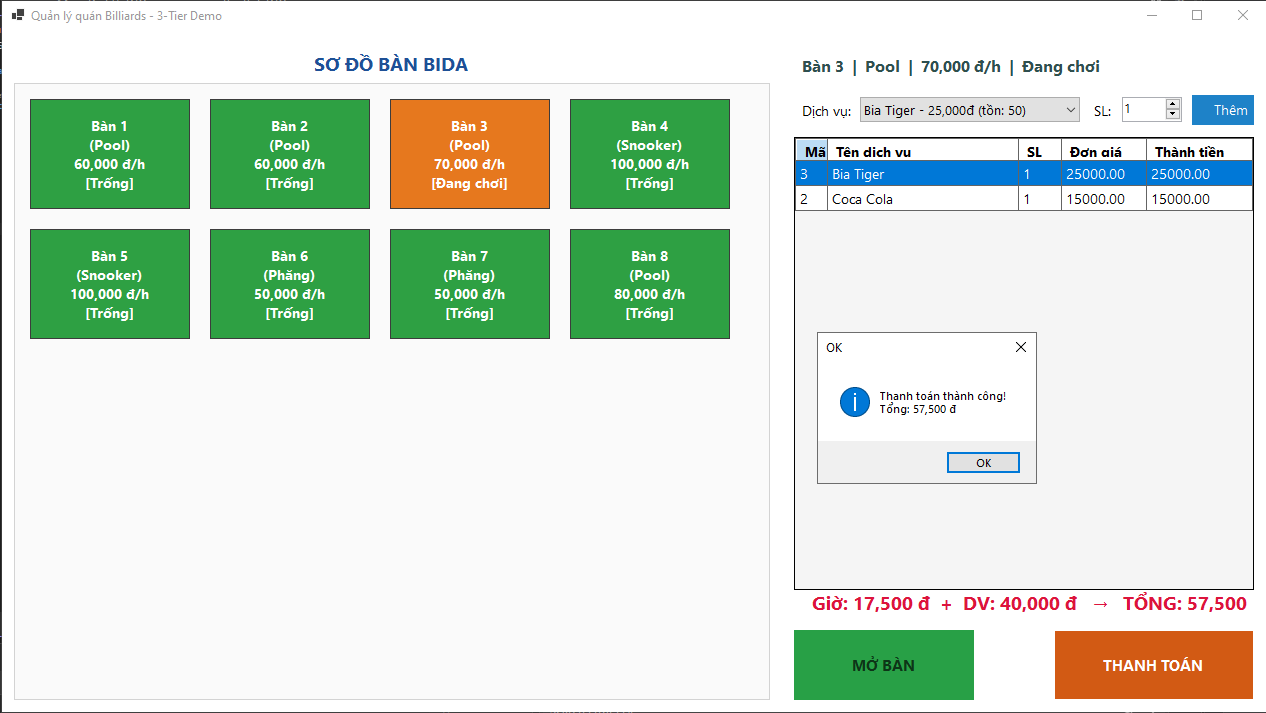 Quản lý quán Billiards - 3-Tier Demo
SƠ ĐỒ BÀN BIDA
Bàn 1
(Pool)
60,000 đ/h
[Trống]
Bàn 2
(Pool)
60,000 đ/h
[Trống]
Bàn 3
(Pool)
70,000 đ/h
[Đang chơi]
Bàn 4
(Snooker)
100,000 đ/h
[Trống]
Bàn 5
(Snooker)
100,000 đ/h
[Trống]
Bàn 6
(Phăng)
50,000 đ/h
[Trống]
Bàn 7
(Phăng)
50,000 đ/h
[Trống]
Bàn 8
(Pool)
80,000 đ/h
[Trống]
Bàn 3 | Pool | 70,000 đ/h | Đang chơi
Dịch vụ: Bia Tiger - 25,000đ (tồn: 50) SL: 1 Thêm
Mã Tên dịch vụ SL Đơn giá Thành tiền
3 Bia Tiger 1 25000.00 25000.00
2 Coca Cola 1 15000.00 15000.00
OK
Thanh toán thành công!
Tổng: 57,500 đ
OK
Giờ: 17,500 đ + DV: 40,000 đ → TỔNG: 57,500
MỞ BÀN
THANH TOÁN